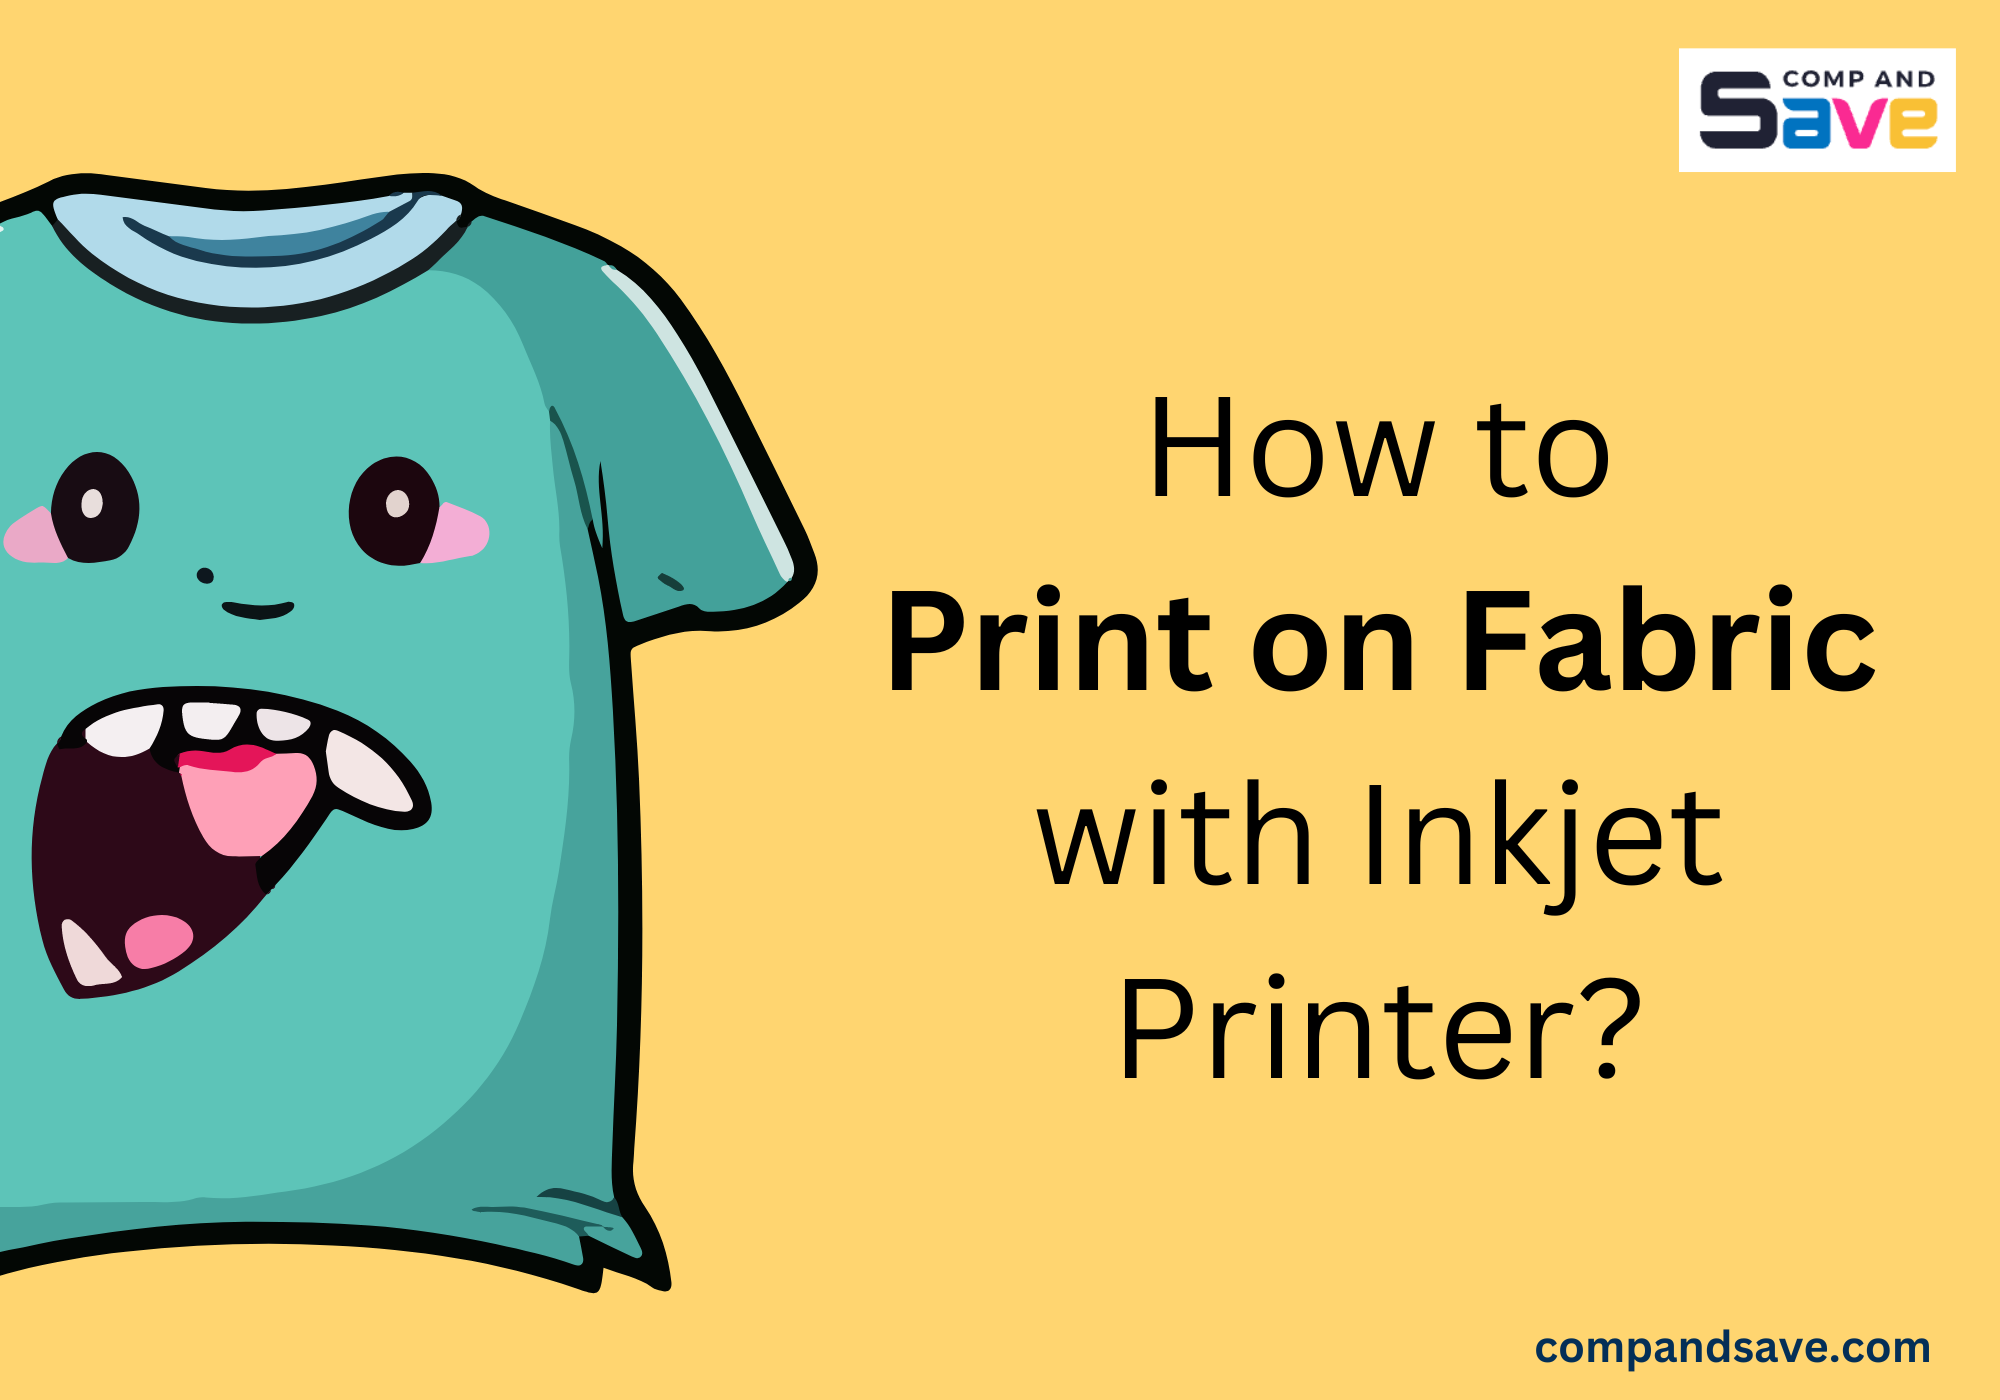 COMP AND
Save
How to
Print on Fabric
with Inkjet
Printer?
compandsave.com